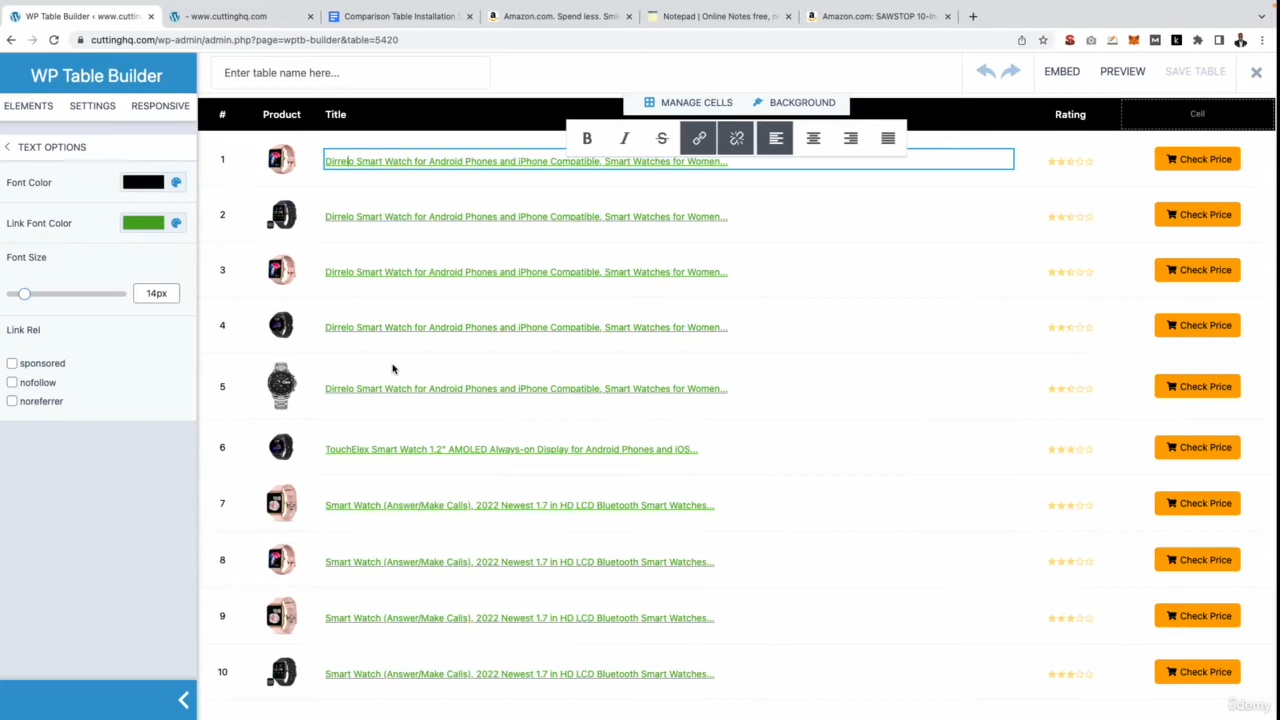 WP Table Builder ‹ www.cutting
- www.cuttinghq.com/
Comparison Table Installation E
Amazon.com. Spend less. Smil
Notepad | Online Notes free, n
Amazon.com: SAWSTOP 10-In
cuttinghq.com/wp-admin/admin.php?page=wptb-builder&table=5420
WP Table Builder
Enter table name here...
EMBED PREVIEW SAVE TABLE
ELEMENTS SETTINGS RESPONSIVE
MANAGE CELLS BACKGROUND
# Product Title Rating Cell
B I S
TEXT OPTIONS
Font Color
Link Font Color
Font Size
14px
Link Rel
sponsored
nofollow
noreferrer
1 Dirrelo Smart Watch for Android Phones and iPhone Compatible, Smart Watches for Women... Check Price
2 Dirrelo Smart Watch for Android Phones and iPhone Compatible, Smart Watches for Women... Check Price
3 Dirrelo Smart Watch for Android Phones and iPhone Compatible, Smart Watches for Women... Check Price
4 Dirrelo Smart Watch for Android Phones and iPhone Compatible, Smart Watches for Women... Check Price
5 Dirrelo Smart Watch for Android Phones and iPhone Compatible, Smart Watches for Women... Check Price
6 TouchElex Smart Watch 1.2" AMOLED Always-on Display for Android Phones and iOS... Check Price
7 Smart Watch (Answer/Make Calls), 2022 Newest 1.7 in HD LCD Bluetooth Smart Watches... Check Price
8 Smart Watch (Answer/Make Calls), 2022 Newest 1.7 in HD LCD Bluetooth Smart Watches... Check Price
9 Smart Watch (Answer/Make Calls), 2022 Newest 1.7 in HD LCD Bluetooth Smart Watches... Check Price
10 Smart Watch (Answer/Make Calls), 2022 Newest 1.7 in HD LCD Bluetooth Smart Watches... Check Price
ûdemy